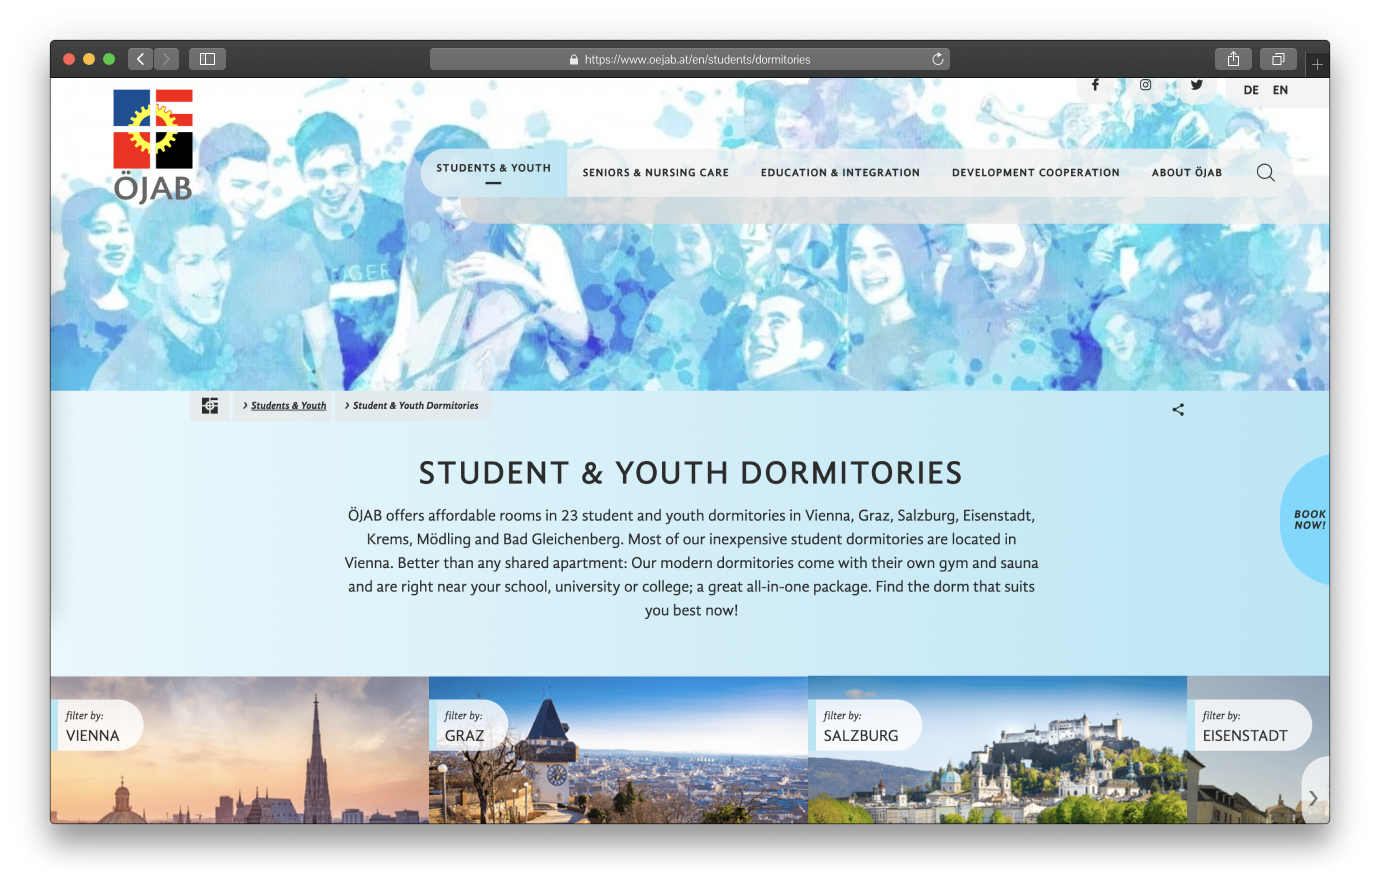 https://www.oejab.at/en/students/dormitories
DE EN
ÖJAB
STUDENTS & YOUTH
SENIORS & NURSING CARE
EDUCATION & INTEGRATION
DEVELOPMENT COOPERATION
ABOUT ÖJAB
› Students & Youth
› Student & Youth Dormitories
STUDENT & YOUTH DORMITORIES
ÖJAB offers affordable rooms in 23 student and youth dormitories in Vienna, Graz, Salzburg, Eisenstadt,
Krems, Mödling and Bad Gleichenberg. Most of our inexpensive student dormitories are located in
Vienna. Better than any shared apartment: Our modern dormitories come with their own gym and sauna
and are right near your school, university or college; a great all-in-one package. Find the dorm that suits
you best now!
BOOK
NOW!
filter by:
VIENNA
filter by:
GRAZ
filter by:
SALZBURG
filter by:
EISENSTADT